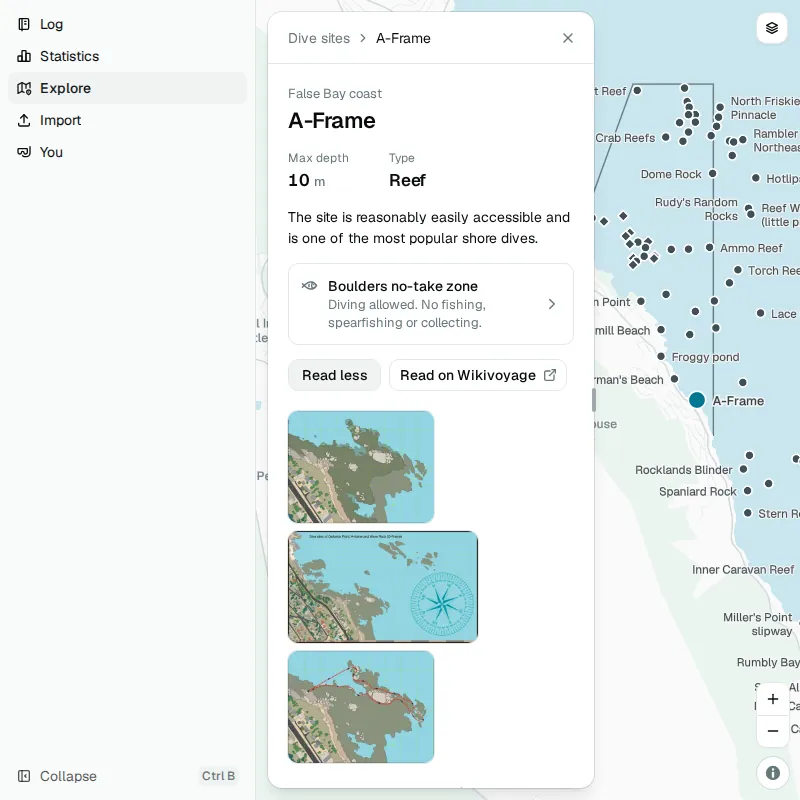 Log
Statistics
Explore
Import
You
Collapse
Ctrl B
Dive sites
A-Frame
False Bay coast
A-Frame
Max depth
Type
10 m
Reef
The site is reasonably easily accessible and
is one of the most popular shore dives.
Boulders no-take zone
Diving allowed. No fishing,
spearfishing or collecting.
Read less
Read on Wikivoyage
t Reef
North Friskie
Pinnacle
Crab Reefs
Rambler
Northeas
Dome Rock
Hotlips
Rudy's Random
Rocks
Reef W
(little p
Ammo Reef
Torch Ree
n Point
Lace
mill Beach
Froggy pond
rman's Beach
A-Frame
ouse
Rocklands Blinder
Spaniard Rock
Stern Re
Inner Caravan Reef
Miller's Point
slipway
Rumbly Bay